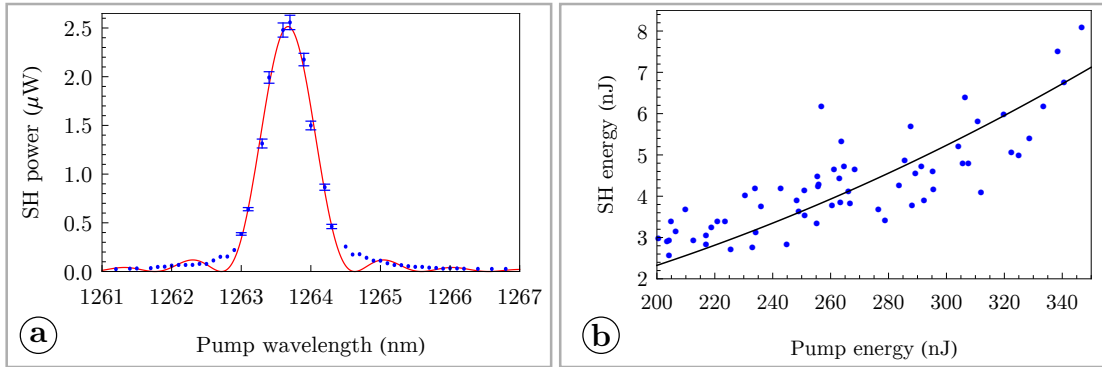 SH power (μW)
2.5
2.0
1.5
1.0
0.5
0.0
1261 1262 1263 1264 1265 1266 1267
Pump wavelength (nm)
a
SH energy (nJ)
8
7
6
5
4
3
2
200 220 240 260 280 300 320 340
Pump energy (nJ)
b